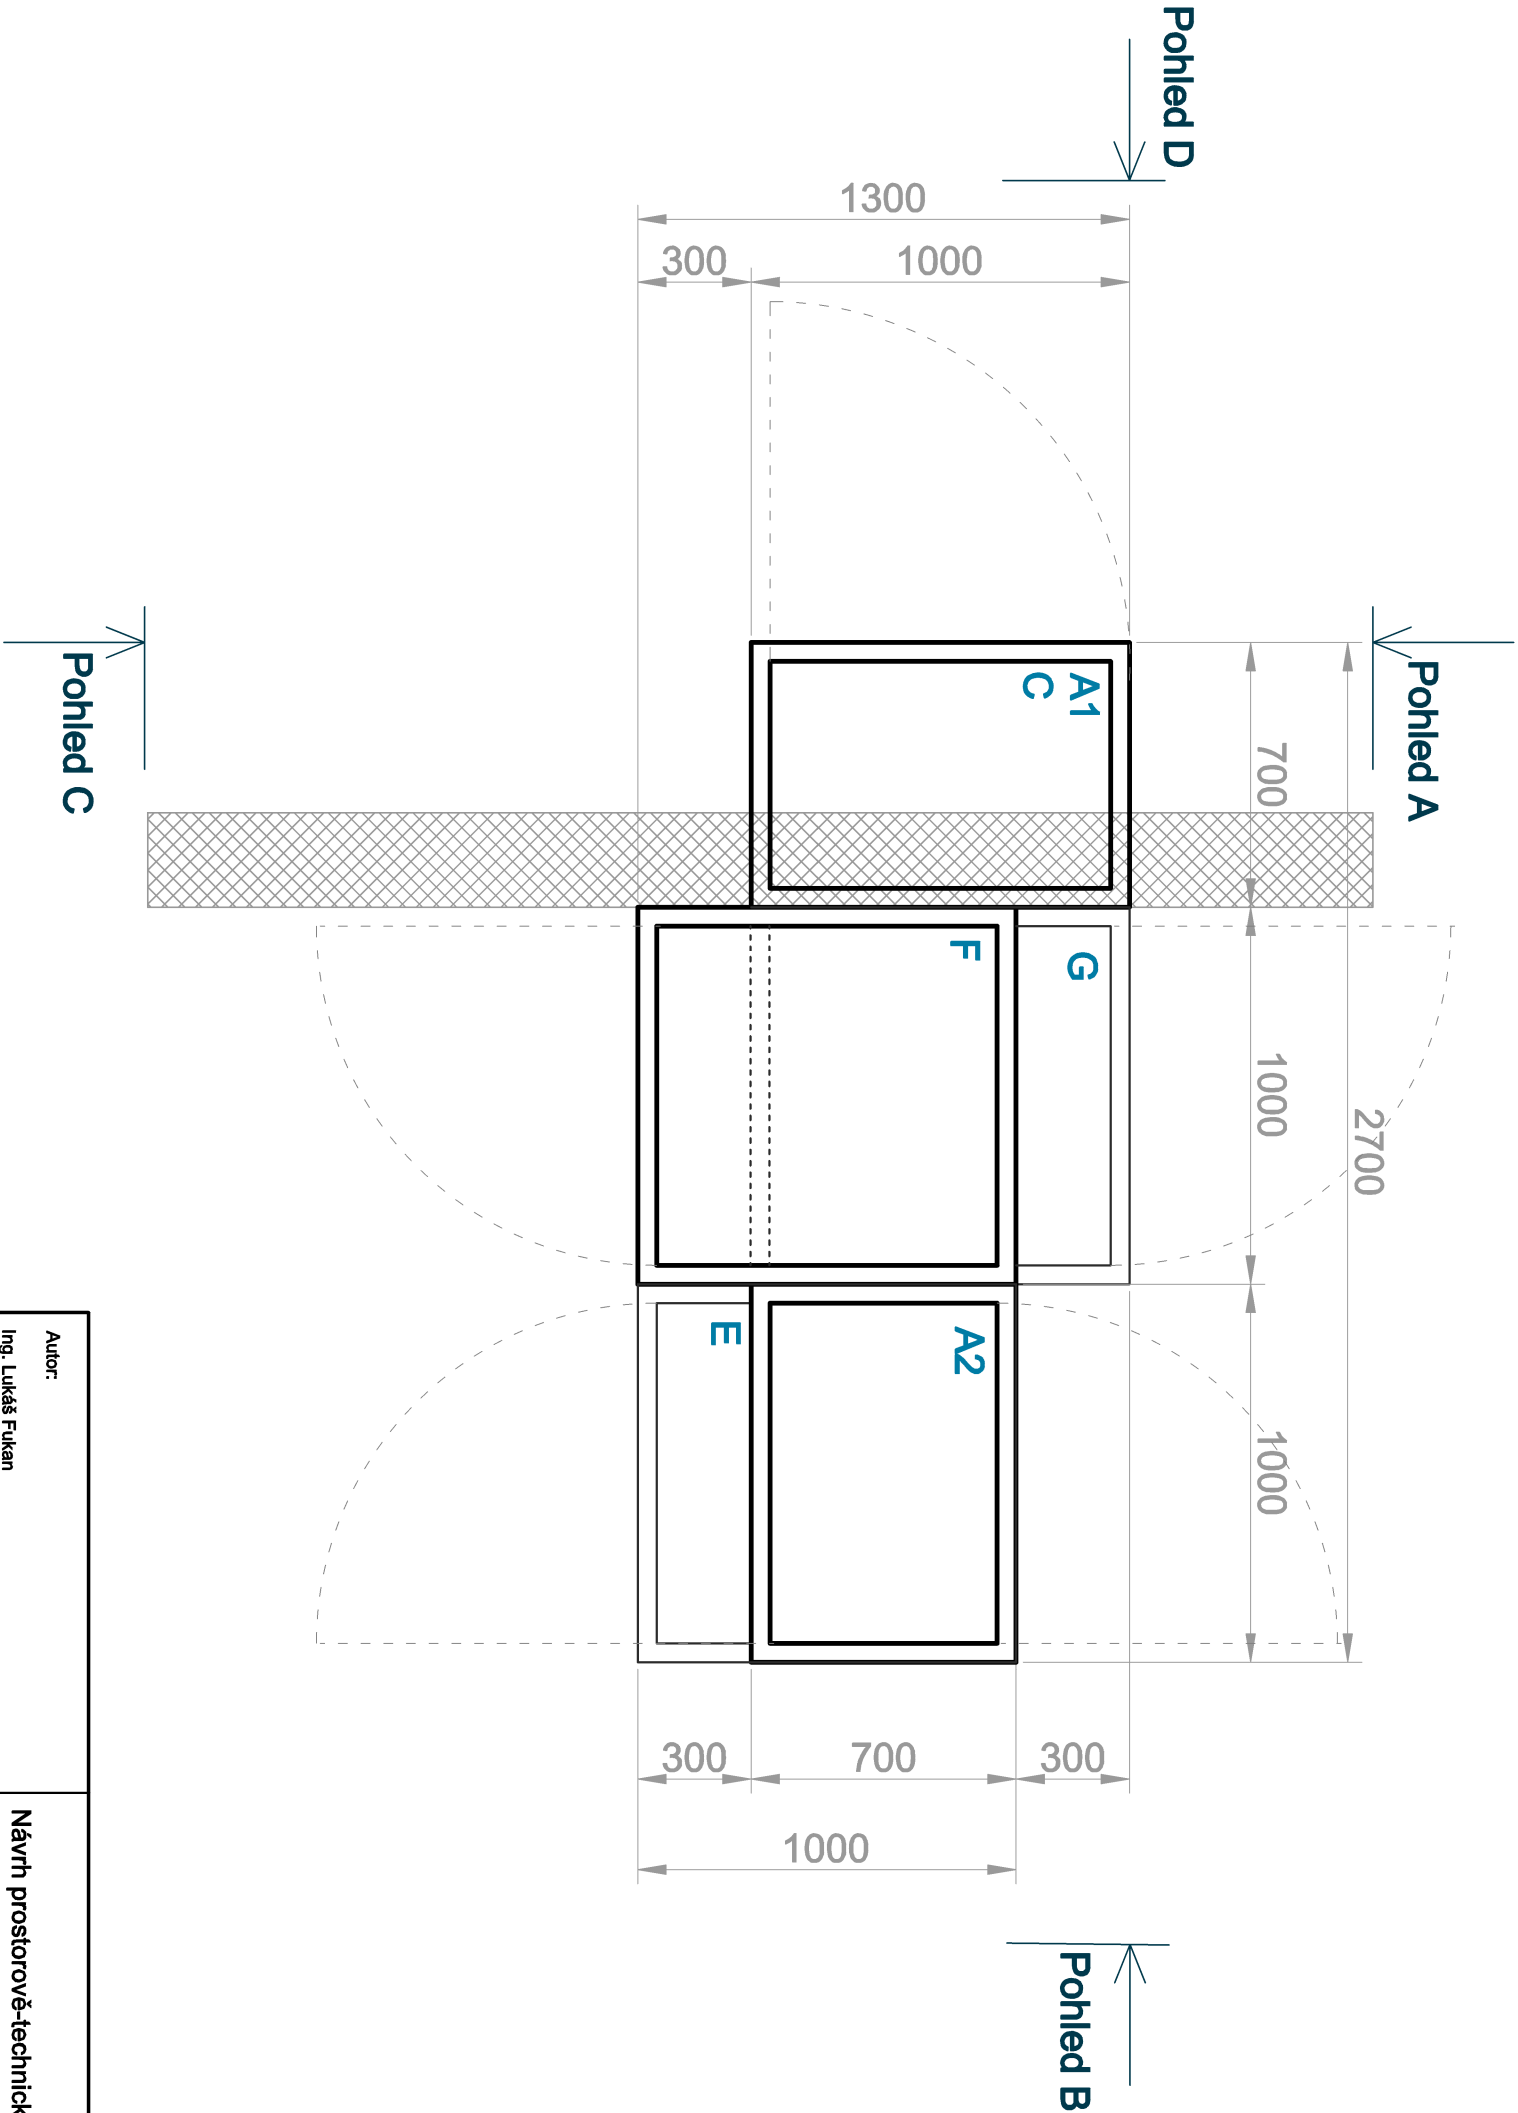 Pohled D
1300
300
1000
Pohled A
Pohled C
A1
C
700
F
G
1000
2700
E
A2
1000
300
700
300
1000
Pohled B
Autor:
Ing. Lukáš Fukan
Návrh prostorově-technick